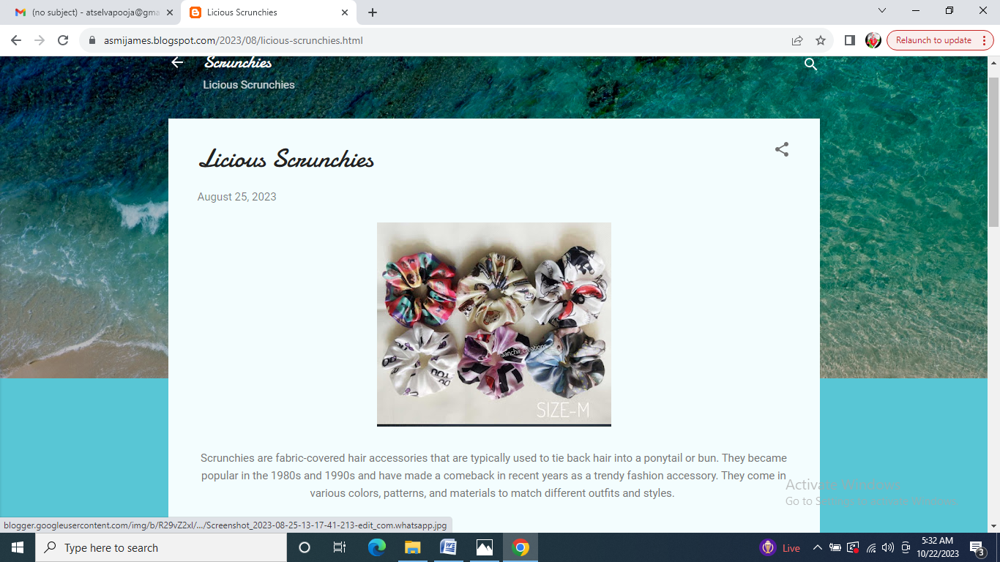 (no subject) - atselvapooja@gma
Licious Scrunchies
asmijames.blogspot.com/2023/08/licious-scrunchies.html
Relaunch to update
Scrunchies
Licious Scrunchies
Licious Scrunchies
August 25, 2023
aanchii_creations
SIZE-M
Scrunchies are fabric-covered hair accessories that are typically used to tie back hair into a ponytail or bun. They became
popular in the 1980s and 1990s and have made a comeback in recent years as a trendy fashion accessory. They come in
various colors, patterns, and materials to match different outfits and styles.
Activate Windows
Go to Settings to activate Windows.
blogger.googleusercontent.com/img/b/R29vZ2xl/.../Screenshot_2023-08-25-13-17-41-213-edit_com.whatsapp.jpg
Type here to search
Live
5:32 AM
10/22/2023
3